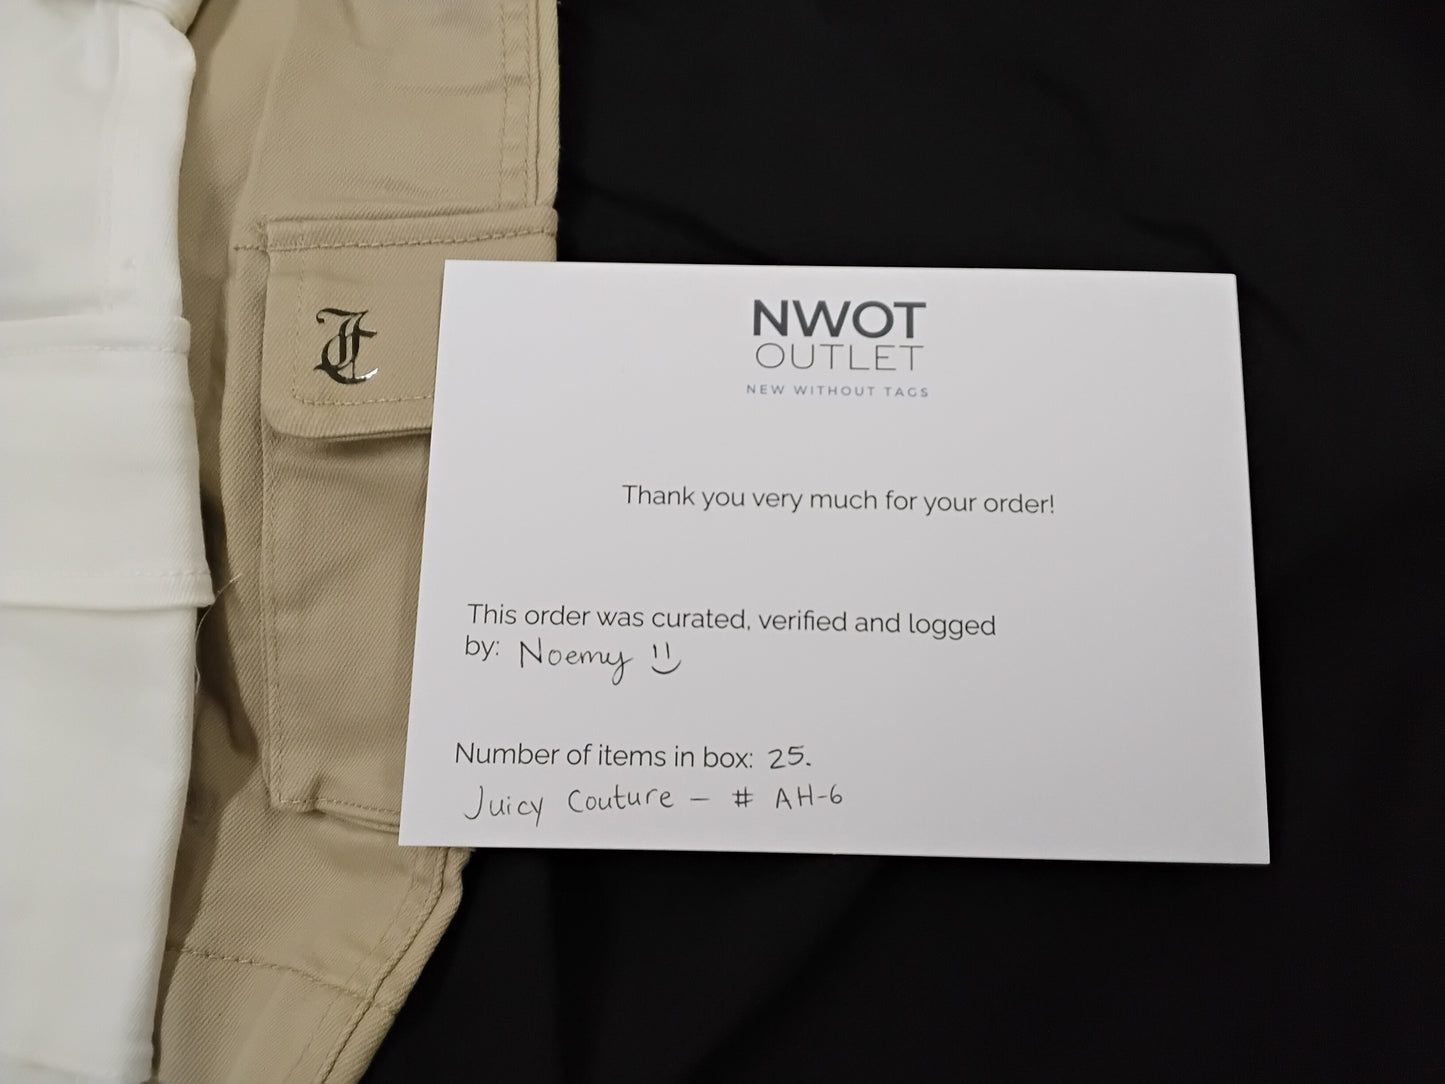 JC
NWOT
OUTLET
NEW WITHOUT TAGS
Thank you very much for your order!
This order was curated, verified and logged
by: Noemy
Number of items in box: 25.
Juicy Couture – # AH-6